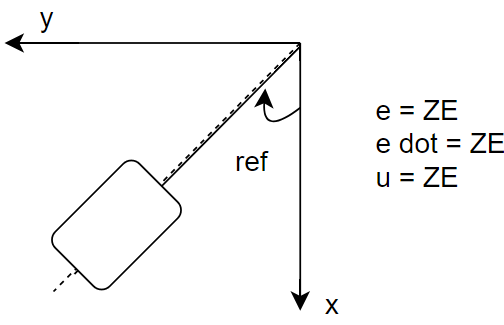 y
e = ZE
e dot = ZE
ref
u = ZE
x